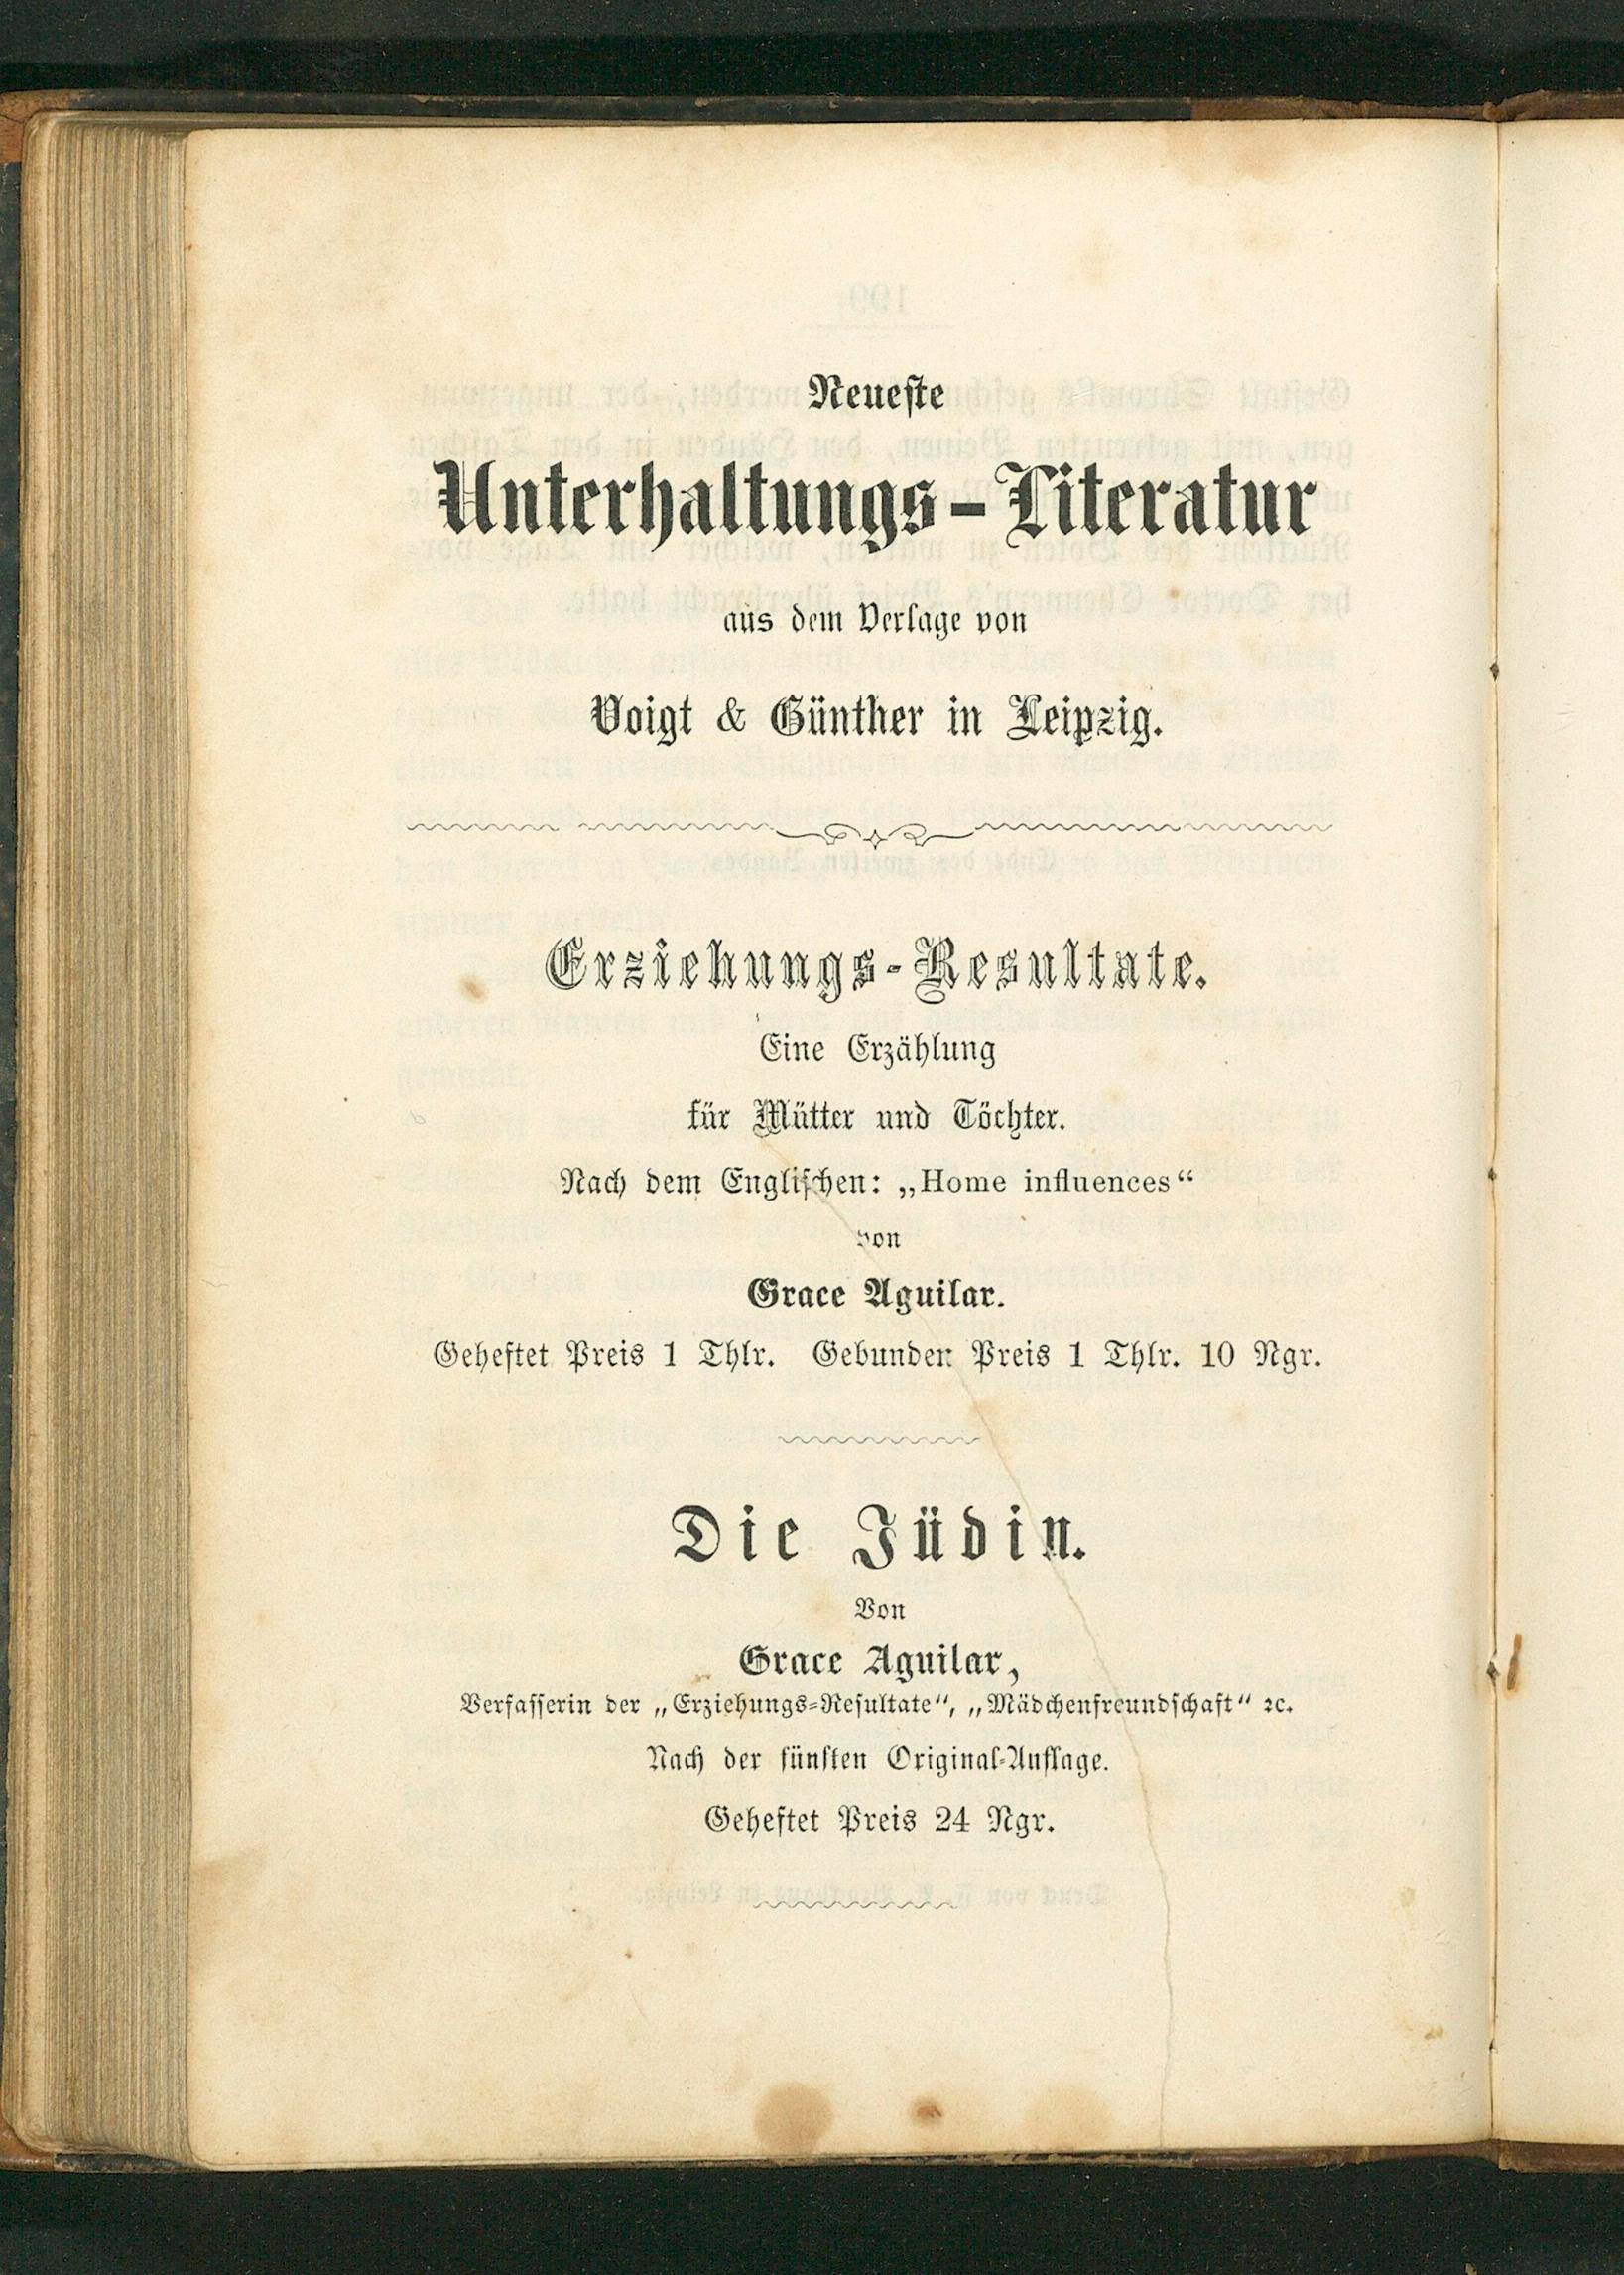 Neueste
Unterhaltungs-Literatur
aus dem Verlage von
Voigt & Günther in Leipzig.
Erziehungs-Resultate.
Eine Erzählung
für Mütter und Töchter.
Nach dem Englischen: „Home influences“
von
Grace Aguilar.
Geheftet Preis 1 Thlr. Gebunden Preis 1 Thlr. 10 Ngr.
Die Jüdin.
Von
Grace Aguilar,
Verfasserin der „Erziehungs-Resultate“, „Mädchenfreundschaft“ ꝛc.
Nach der fünften Original-Auflage.
Geheftet Preis 24 Ngr.